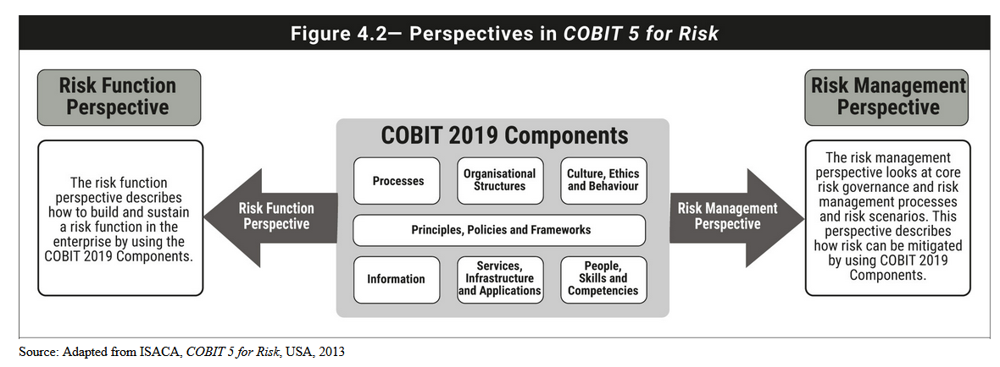 Figure 4.2— Perspectives in COBIT 5 for Risk
Risk Function
Perspective
The risk function
perspective describes
how to build and sustain
a risk function in the
enterprise by using the
COBIT 2019 Components.
Risk Function
Perspective
COBIT 2019 Components
Processes
Organisational
Structures
Culture, Ethics
and Behaviour
Principles, Policies and Frameworks
Information
Services,
Infrastructure
and Applications
People,
Skills and
Competencies
Risk Management
Perspective
Risk Management
Perspective
The risk management
perspective looks at core
risk governance and risk
management processes
and risk scenarios. This
perspective describes
how risk can be mitigated
by using COBIT 2019
Components.
Source: Adapted from ISACA, COBIT 5 for Risk, USA, 2013